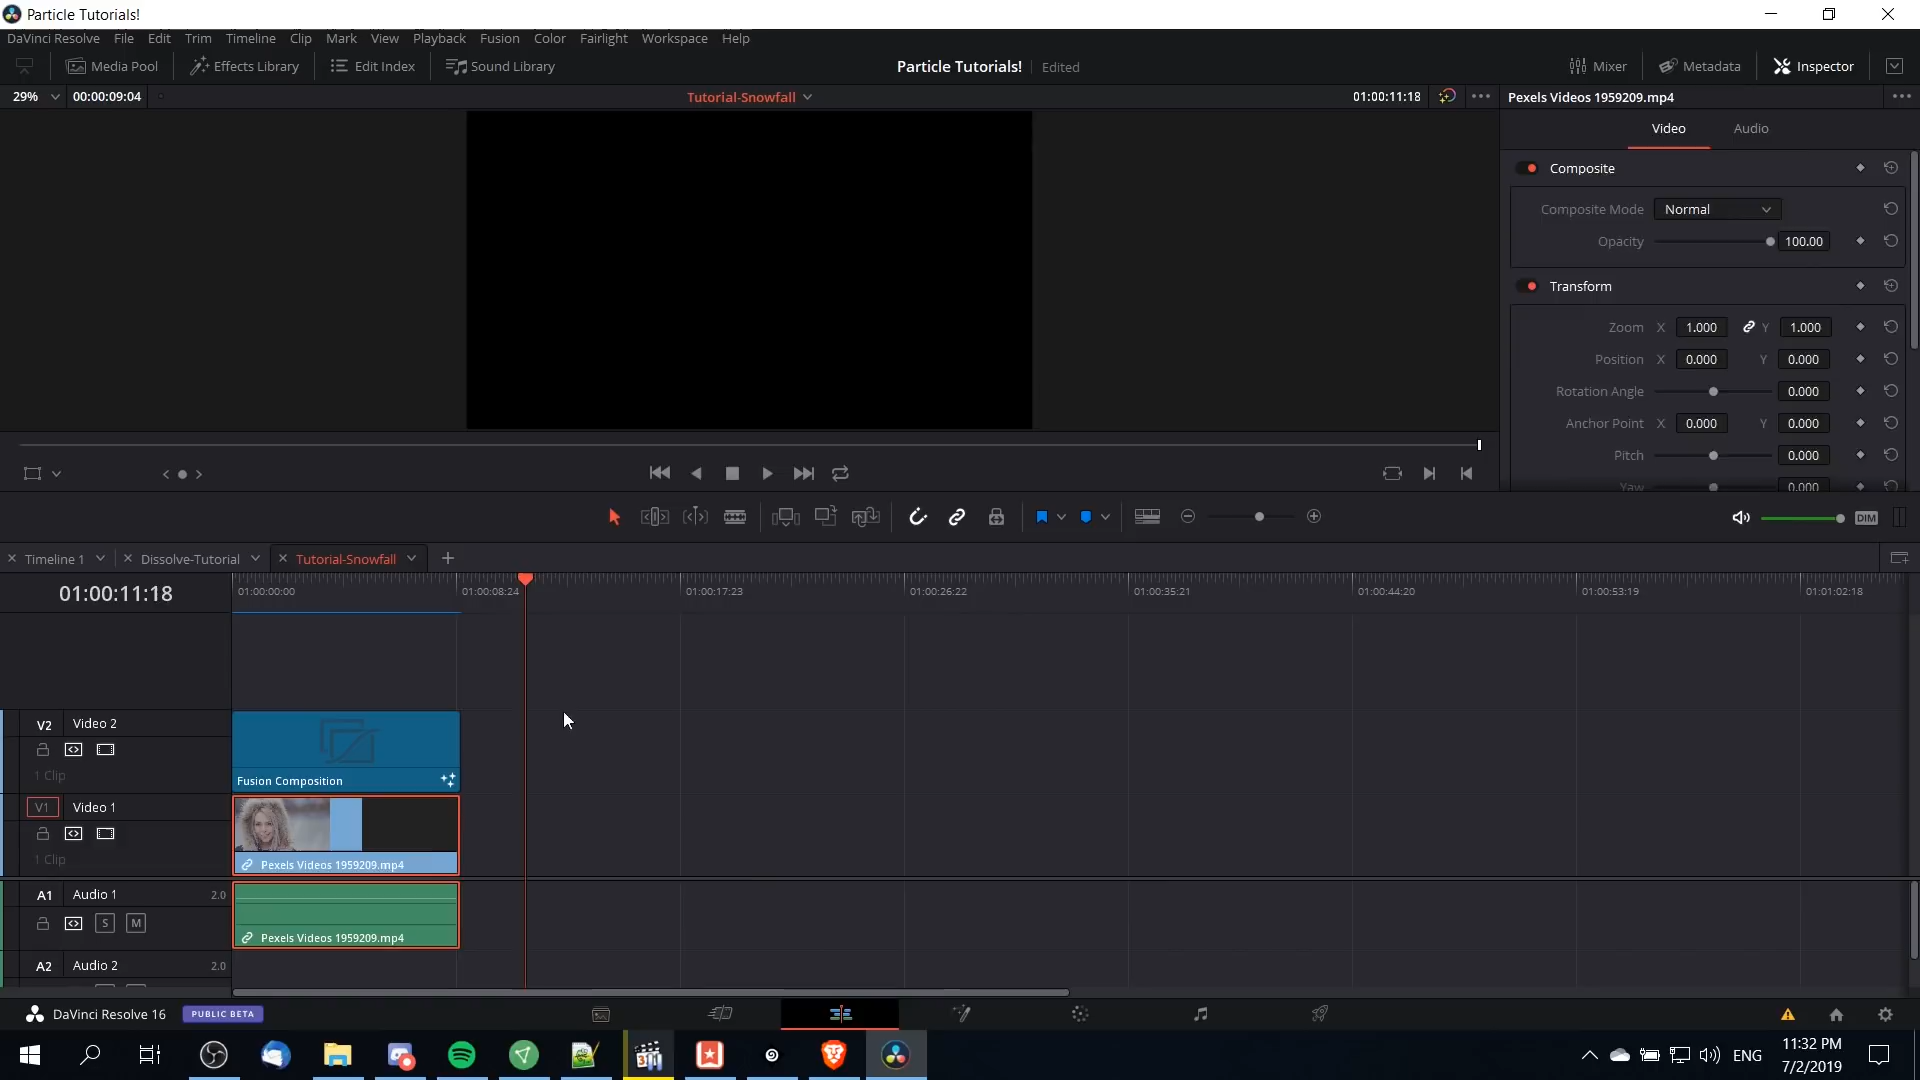 Particle Tutorials!
DaVinci Resolve File Edit Trim Timeline Clip Mark View Playback Fusion Color Fairlight Workspace Help
Media Pool Effects Library Edit Index Sound Library Particle Tutorials! Edited Mixer Metadata Inspector
29% 00:00:09:04 Tutorial-Snowfall 01:00:11:18 Pexels Videos 1959209.mp4
Video Audio
Composite
Composite Mode Normal
Opacity 100.00
Transform
Zoom X 1.000 Y 1.000
Position X 0.000 Y 0.000
Rotation Angle 0.000
Anchor Point X 0.000 Y 0.000
Pitch 0.000
Yaw 0.000
DIM
Timeline 1 Dissolve-Tutorial Tutorial-Snowfall
01:00:11:18 01:00:00:00 01:00:08:24 01:00:17:23 01:00:26:22 01:00:35:21 01:00:44:20 01:00:53:19 01:01:02:18
V2 Video 2
1 Clip
Fusion Composition
V1 Video 1
1 Clip
Pexels Videos 1959209.mp4
A1 Audio 1 2.0
S M
Pexels Videos 1959209.mp4
A2 Audio 2 2.0
DaVinci Resolve 16 PUBLIC BETA
ENG
11:32 PM
7/2/2019